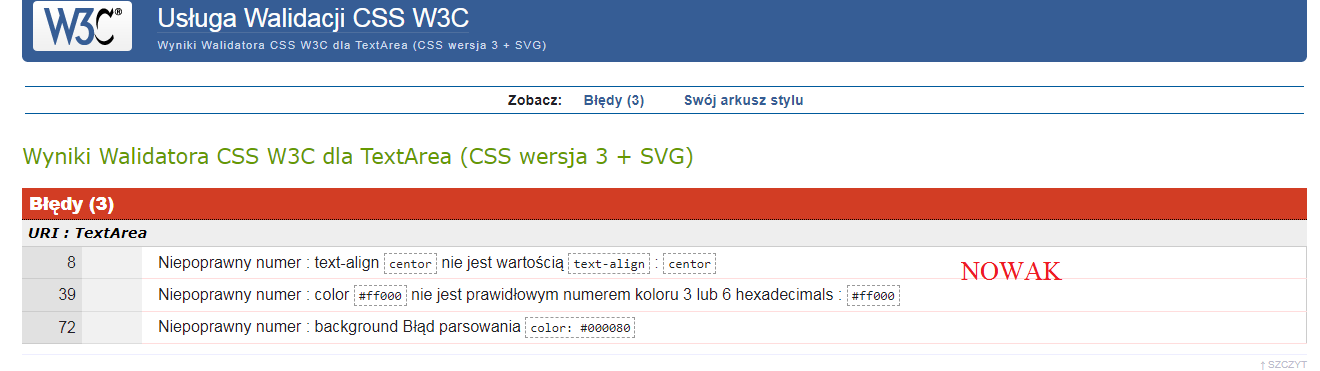 W3C®
Usługa Walidacji CSS W3C
Wyniki Walidatora CSS W3C dla TextArea (CSS wersja 3 + SVG)
Zobacz: Błędy (3) Swój arkusz stylu
Wyniki Walidatora CSS W3C dla TextArea (CSS wersja 3 + SVG)
Błędy (3)
URI : TextArea
8 Niepoprawny numer : text-align centor nie jest wartością text-align : centor
NOWAK
39 Niepoprawny numer : color #ff000 nie jest prawidłowym numerem koloru 3 lub 6 hexadecimals : #ff000
72 Niepoprawny numer : background Błąd parsowania color: #000080
↑ SZCZYT